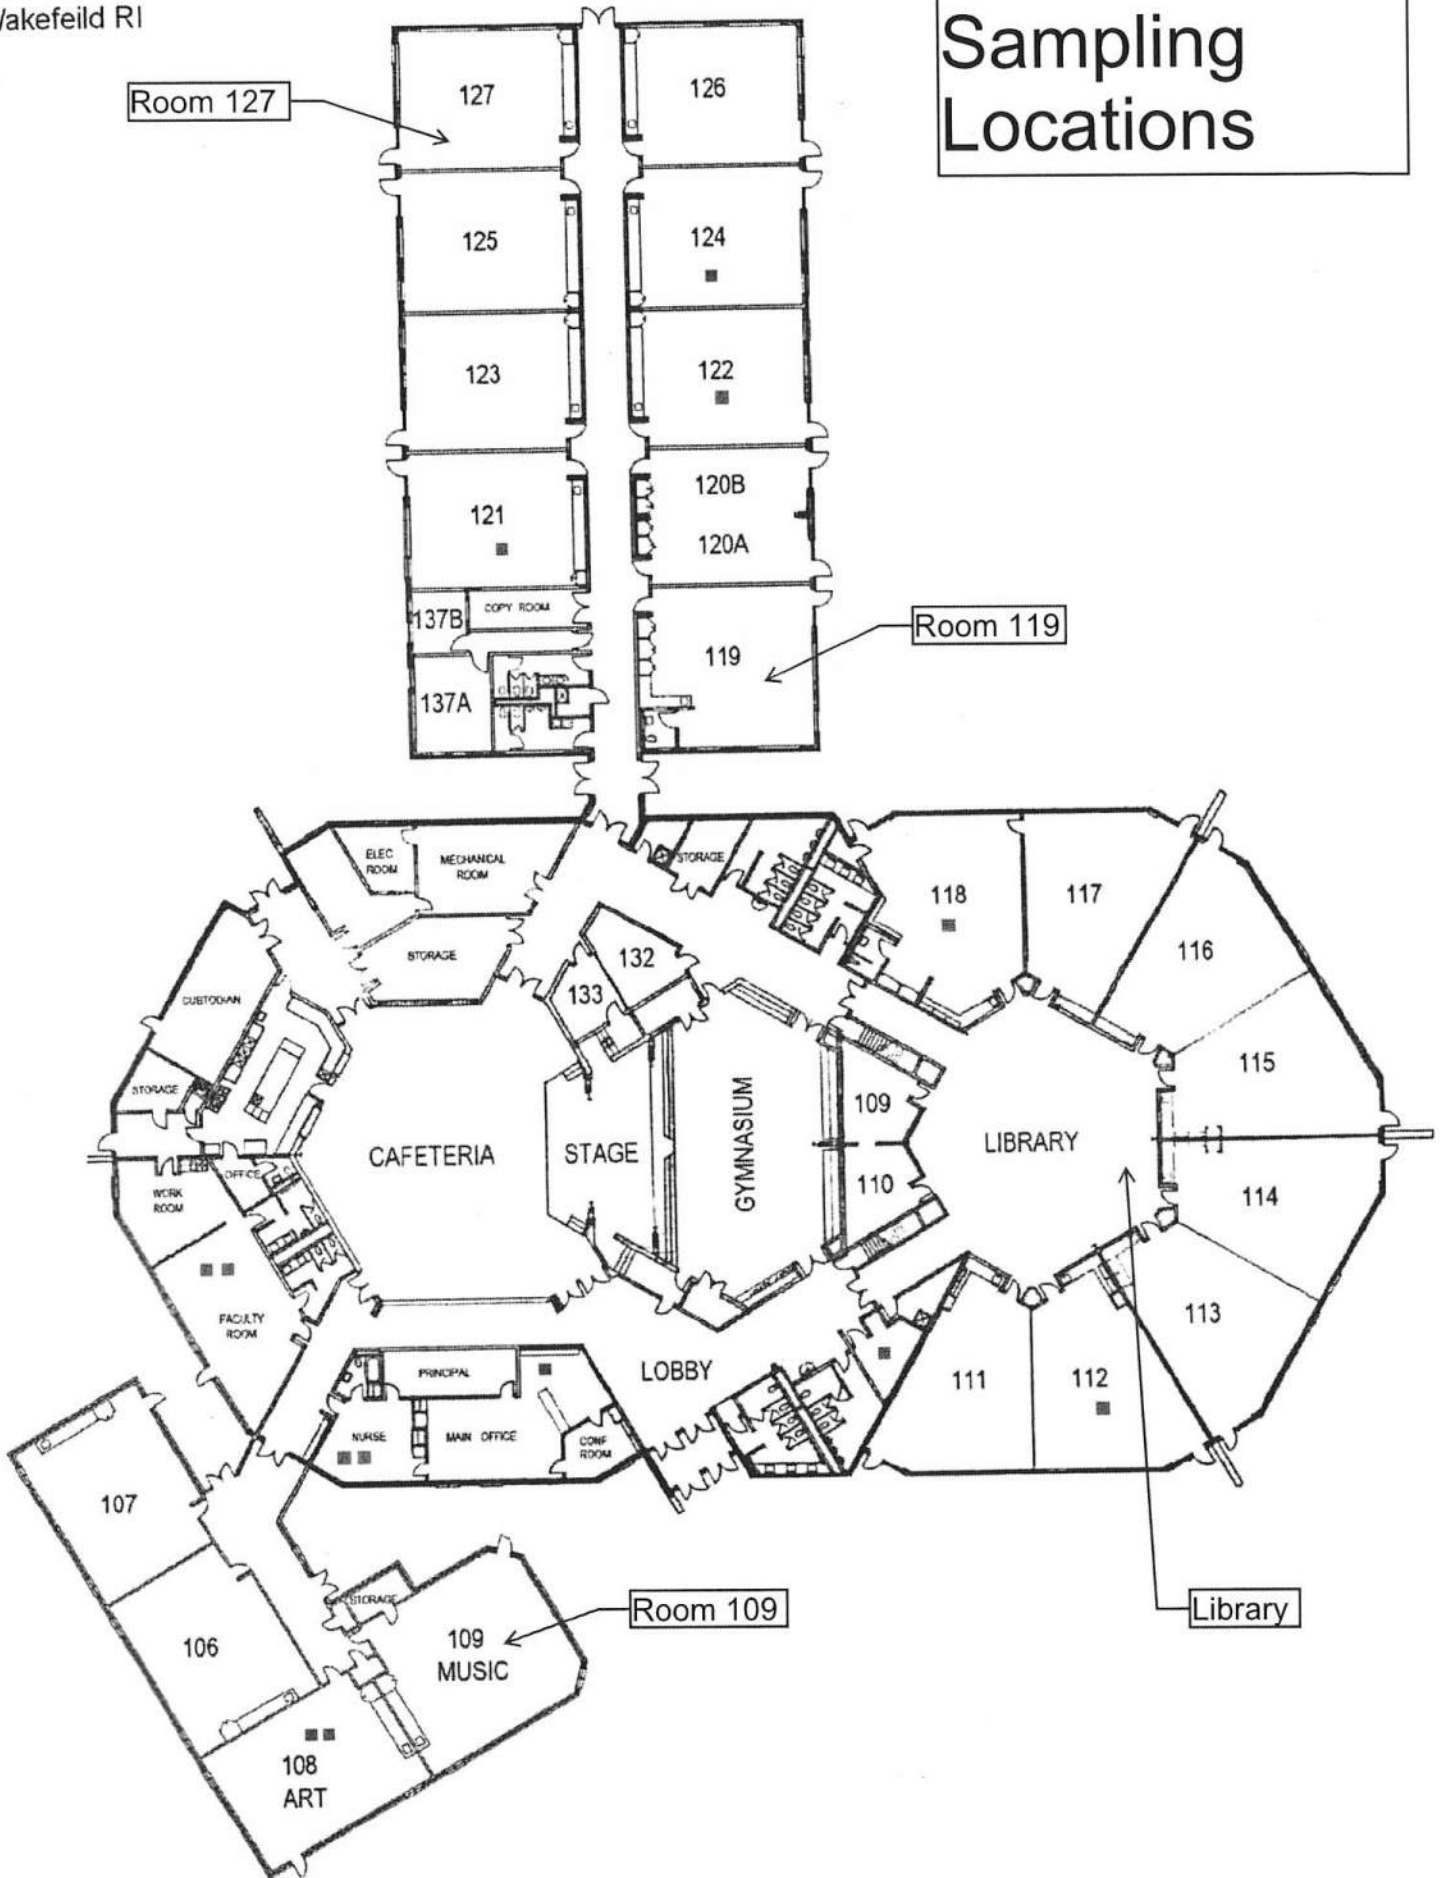 Wakefeild RI
Sampling
Locations
127
126
Room 127
125
124
123
122
121
120B
120A
137B
COPY ROOM
Room 119
119
137A
ELEC
ROOM
MECHANICAL
ROOM
STORAGE
118
117
116
STORAGE
132
133
CUSTODIAN
STORAGE
115
109
CAFETERIA
STAGE
GYMNASIUM
LIBRARY
OFFICE
WORK
ROOM
110
114
FACULTY
ROOM
113
PRINCIPAL
LOBBY
111
112
NURSE
MAIN OFFICE
CONF
ROOM
107
STORAGE
Room 109
Library
106
109
MUSIC
108
ART